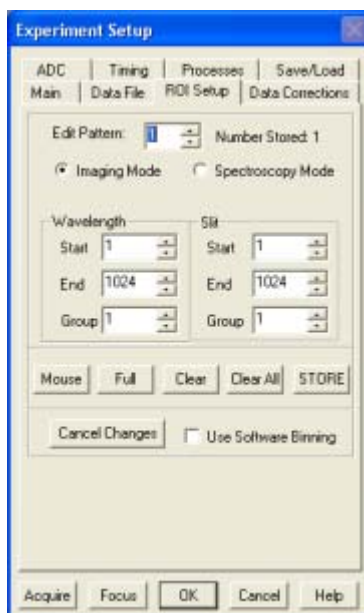 Experiment Setup
ADC Timing Processes Save/Load
Main Data File ROI Setup Data Corrections
Edit Pattern: 1 Number Stored: 1
Imaging Mode Spectroscopy Mode
Wavelength Slit
Start 1 Start 1
End 1024 End 1024
Group 1 Group 1
Mouse Full Clear Clear All STORE
Cancel Changes Use Software Binning
Acquire Focus OK Cancel Help